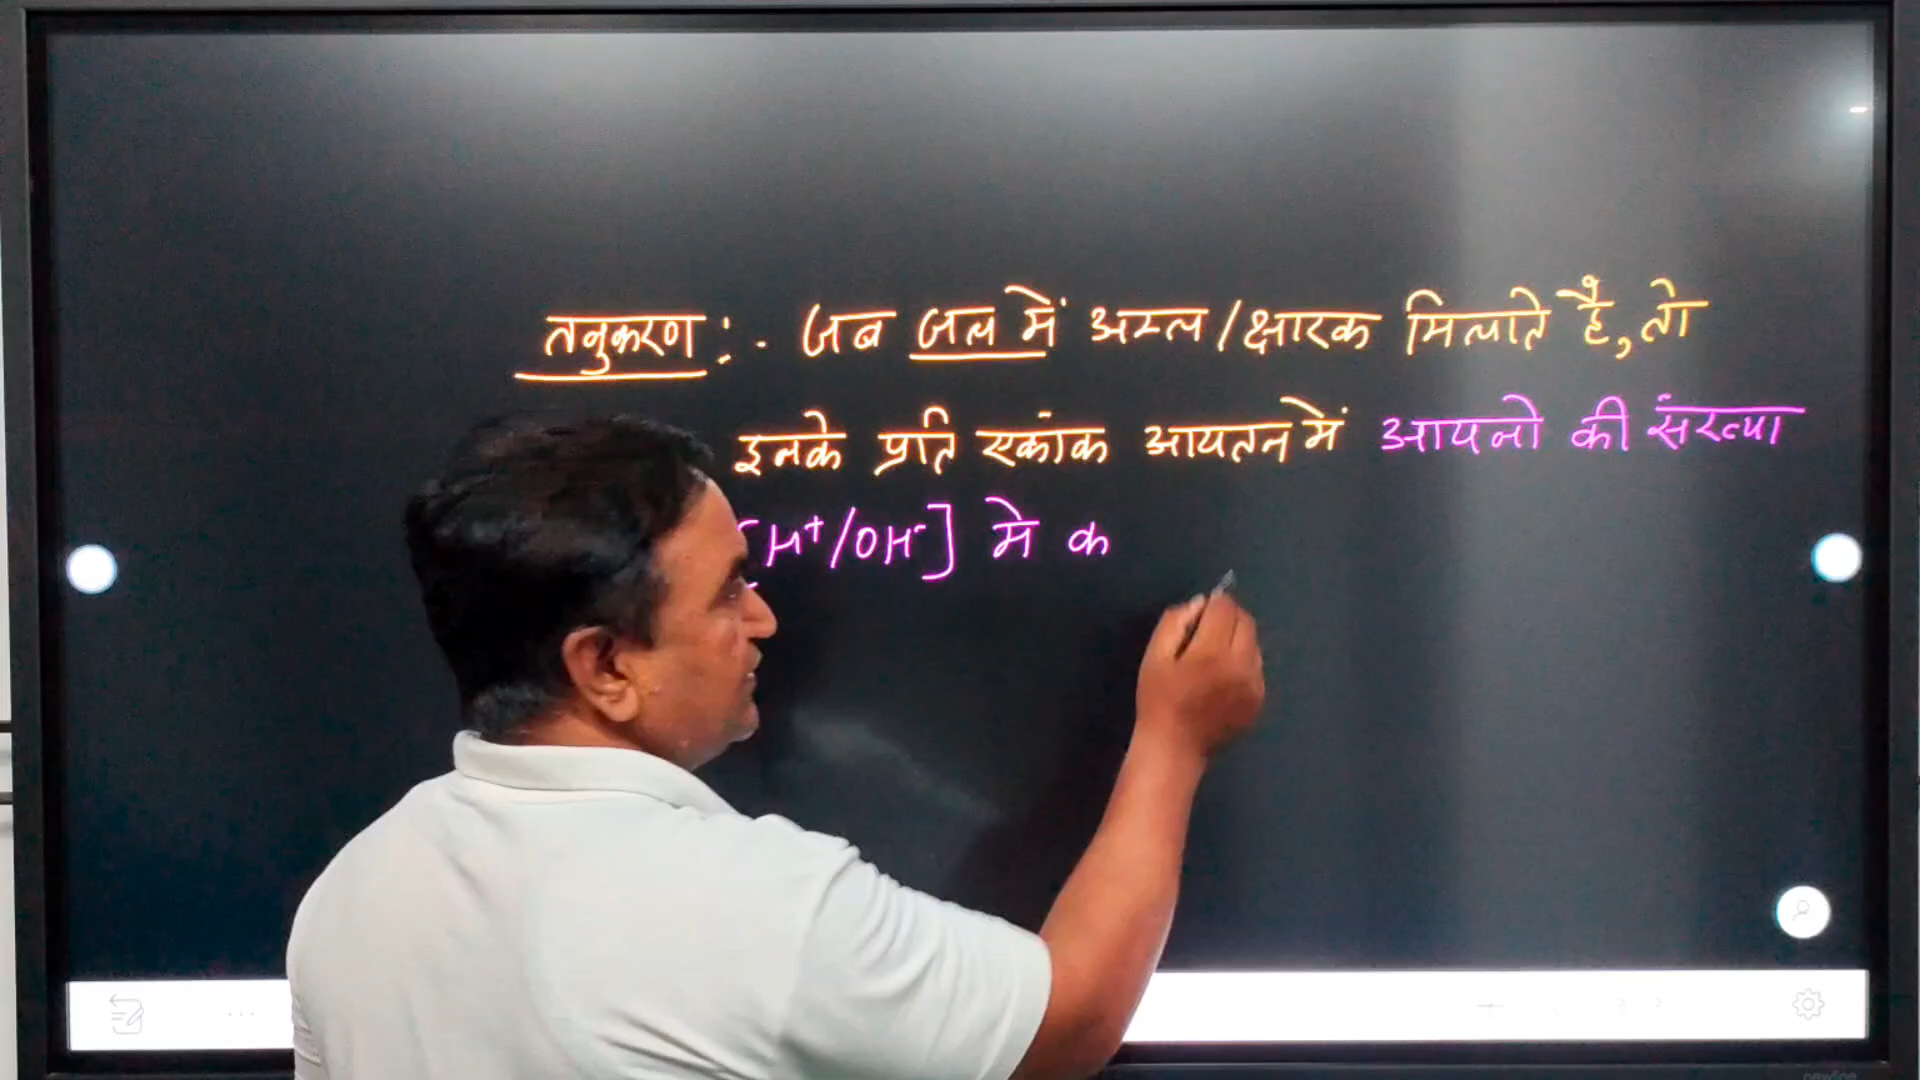 तनुकरण :- जब जल में अम्ल/क्षारक मिलाते है, तो
इनके प्रति एकांक आयतन में आयनो की संख्या
[H⁺/OH⁻] मे क